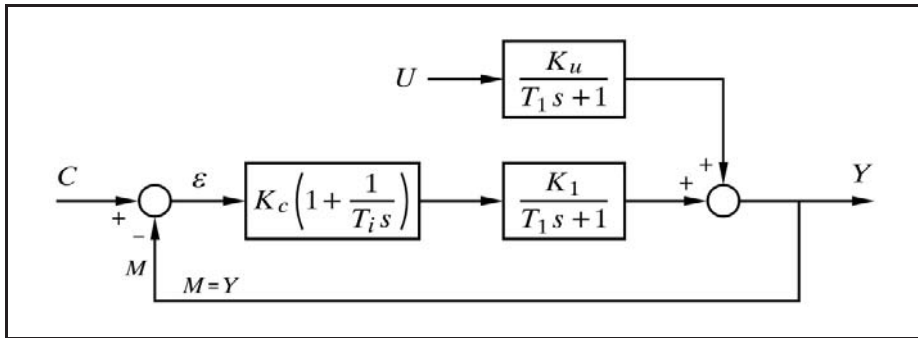 U
K_u
T_1 s + 1
+
C
+
−
ε
K_c(1 + 1/(T_i s))
K_1
T_1 s + 1
+
Y
M
M = Y